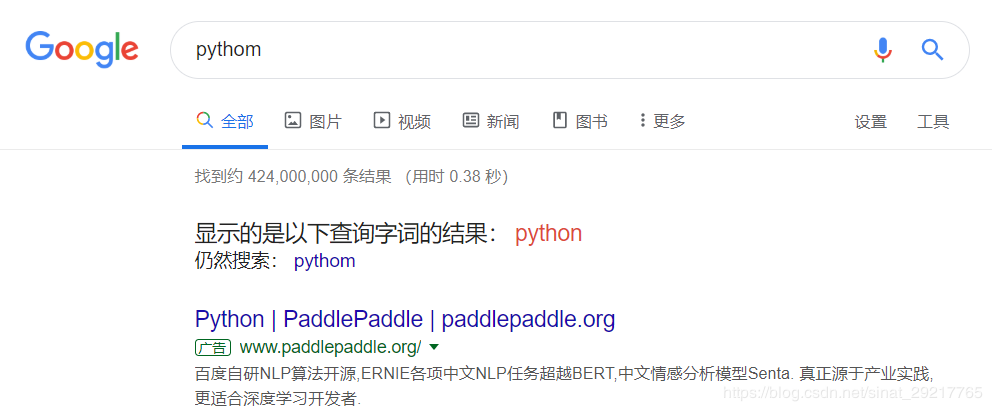 Google
pythom
全部 图片 视频 新闻 图书 更多 设置 工具
找到约 424,000,000 条结果 （用时 0.38 秒）
显示的是以下查询字词的结果： python
仍然搜索： pythom
Python | PaddlePaddle | paddlepaddle.org
广告 www.paddlepaddle.org/
百度自研NLP算法开源,ERNIE各项中文NLP任务超越BERT,中文情感分析模型Senta. 真正源于产业实践,
更适合深度学习开发者.
https://blog.csdn.net/sinat_29217765